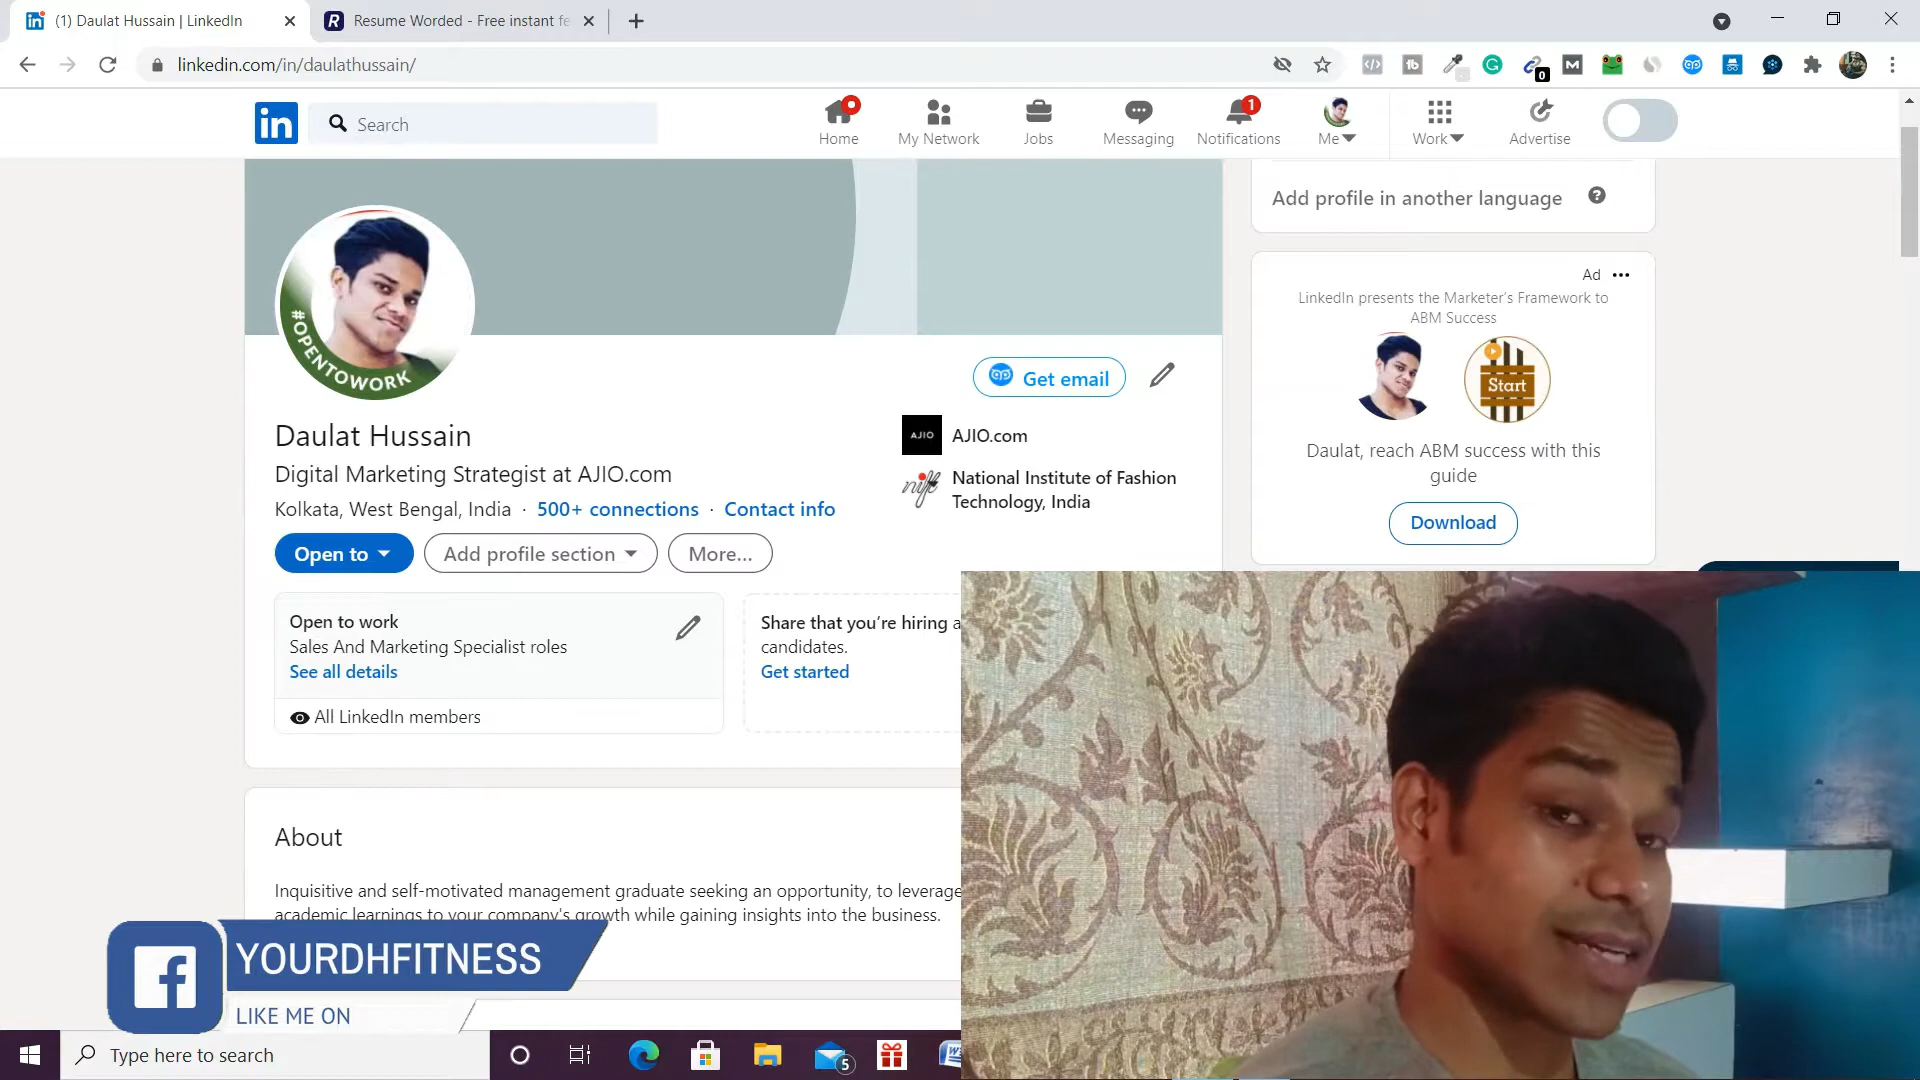 (1) Daulat Hussain | LinkedIn
Resume Worded - Free instant fe
linkedin.com/in/daulathussain/
0
in
Search
Home
My Network
Jobs
Messaging
1
Notifications
Me
Work
Advertise
Add profile in another language
?
#OPENTOWORK
Ad
LinkedIn presents the Marketer's Framework to
ABM Success
Start
Daulat, reach ABM success with this
guide
Download
Get email
Daulat Hussain
AJIO
AJIO.com
Digital Marketing Strategist at AJIO.com
nift
National Institute of Fashion
Technology, India
Kolkata, West Bengal, India · 500+ connections · Contact info
Open to
Add profile section
More...
Open to work
Sales And Marketing Specialist roles
See all details
All LinkedIn members
Share that you're hiring a
candidates.
Get started
About
Inquisitive and self-motivated management graduate seeking an opportunity, to leverage
academic learnings to your company's growth while gaining insights into the business.
f
YOURDHFITNESS
LIKE ME ON
Type here to search
5
W